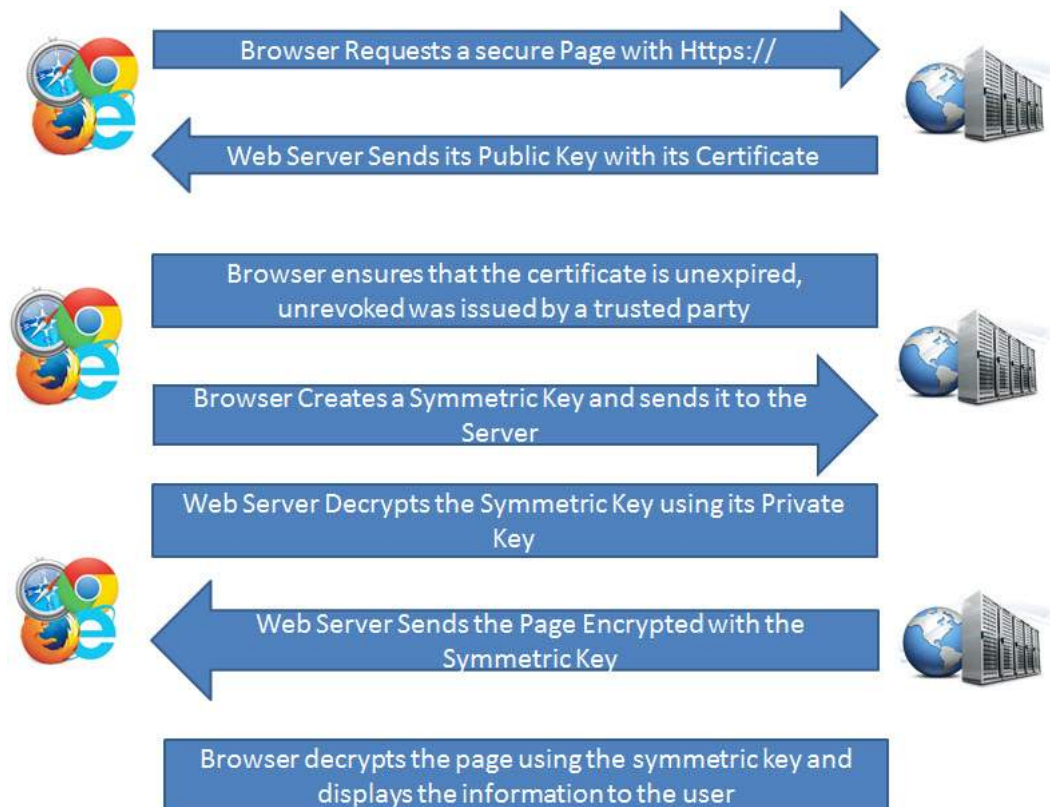 Browser Requests a secure Page with Https://
Web Server Sends its Public Key with its Certificate
Browser ensures that the certificate is unexpired,
unrevoked was issued by a trusted party
Browser Creates a Symmetric Key and sends it to the
Server
Web Server Decrypts the Symmetric Key using its Private
Key
Web Server Sends the Page Encrypted with the
Symmetric Key
Browser decrypts the page using the symmetric key and
displays the information to the user